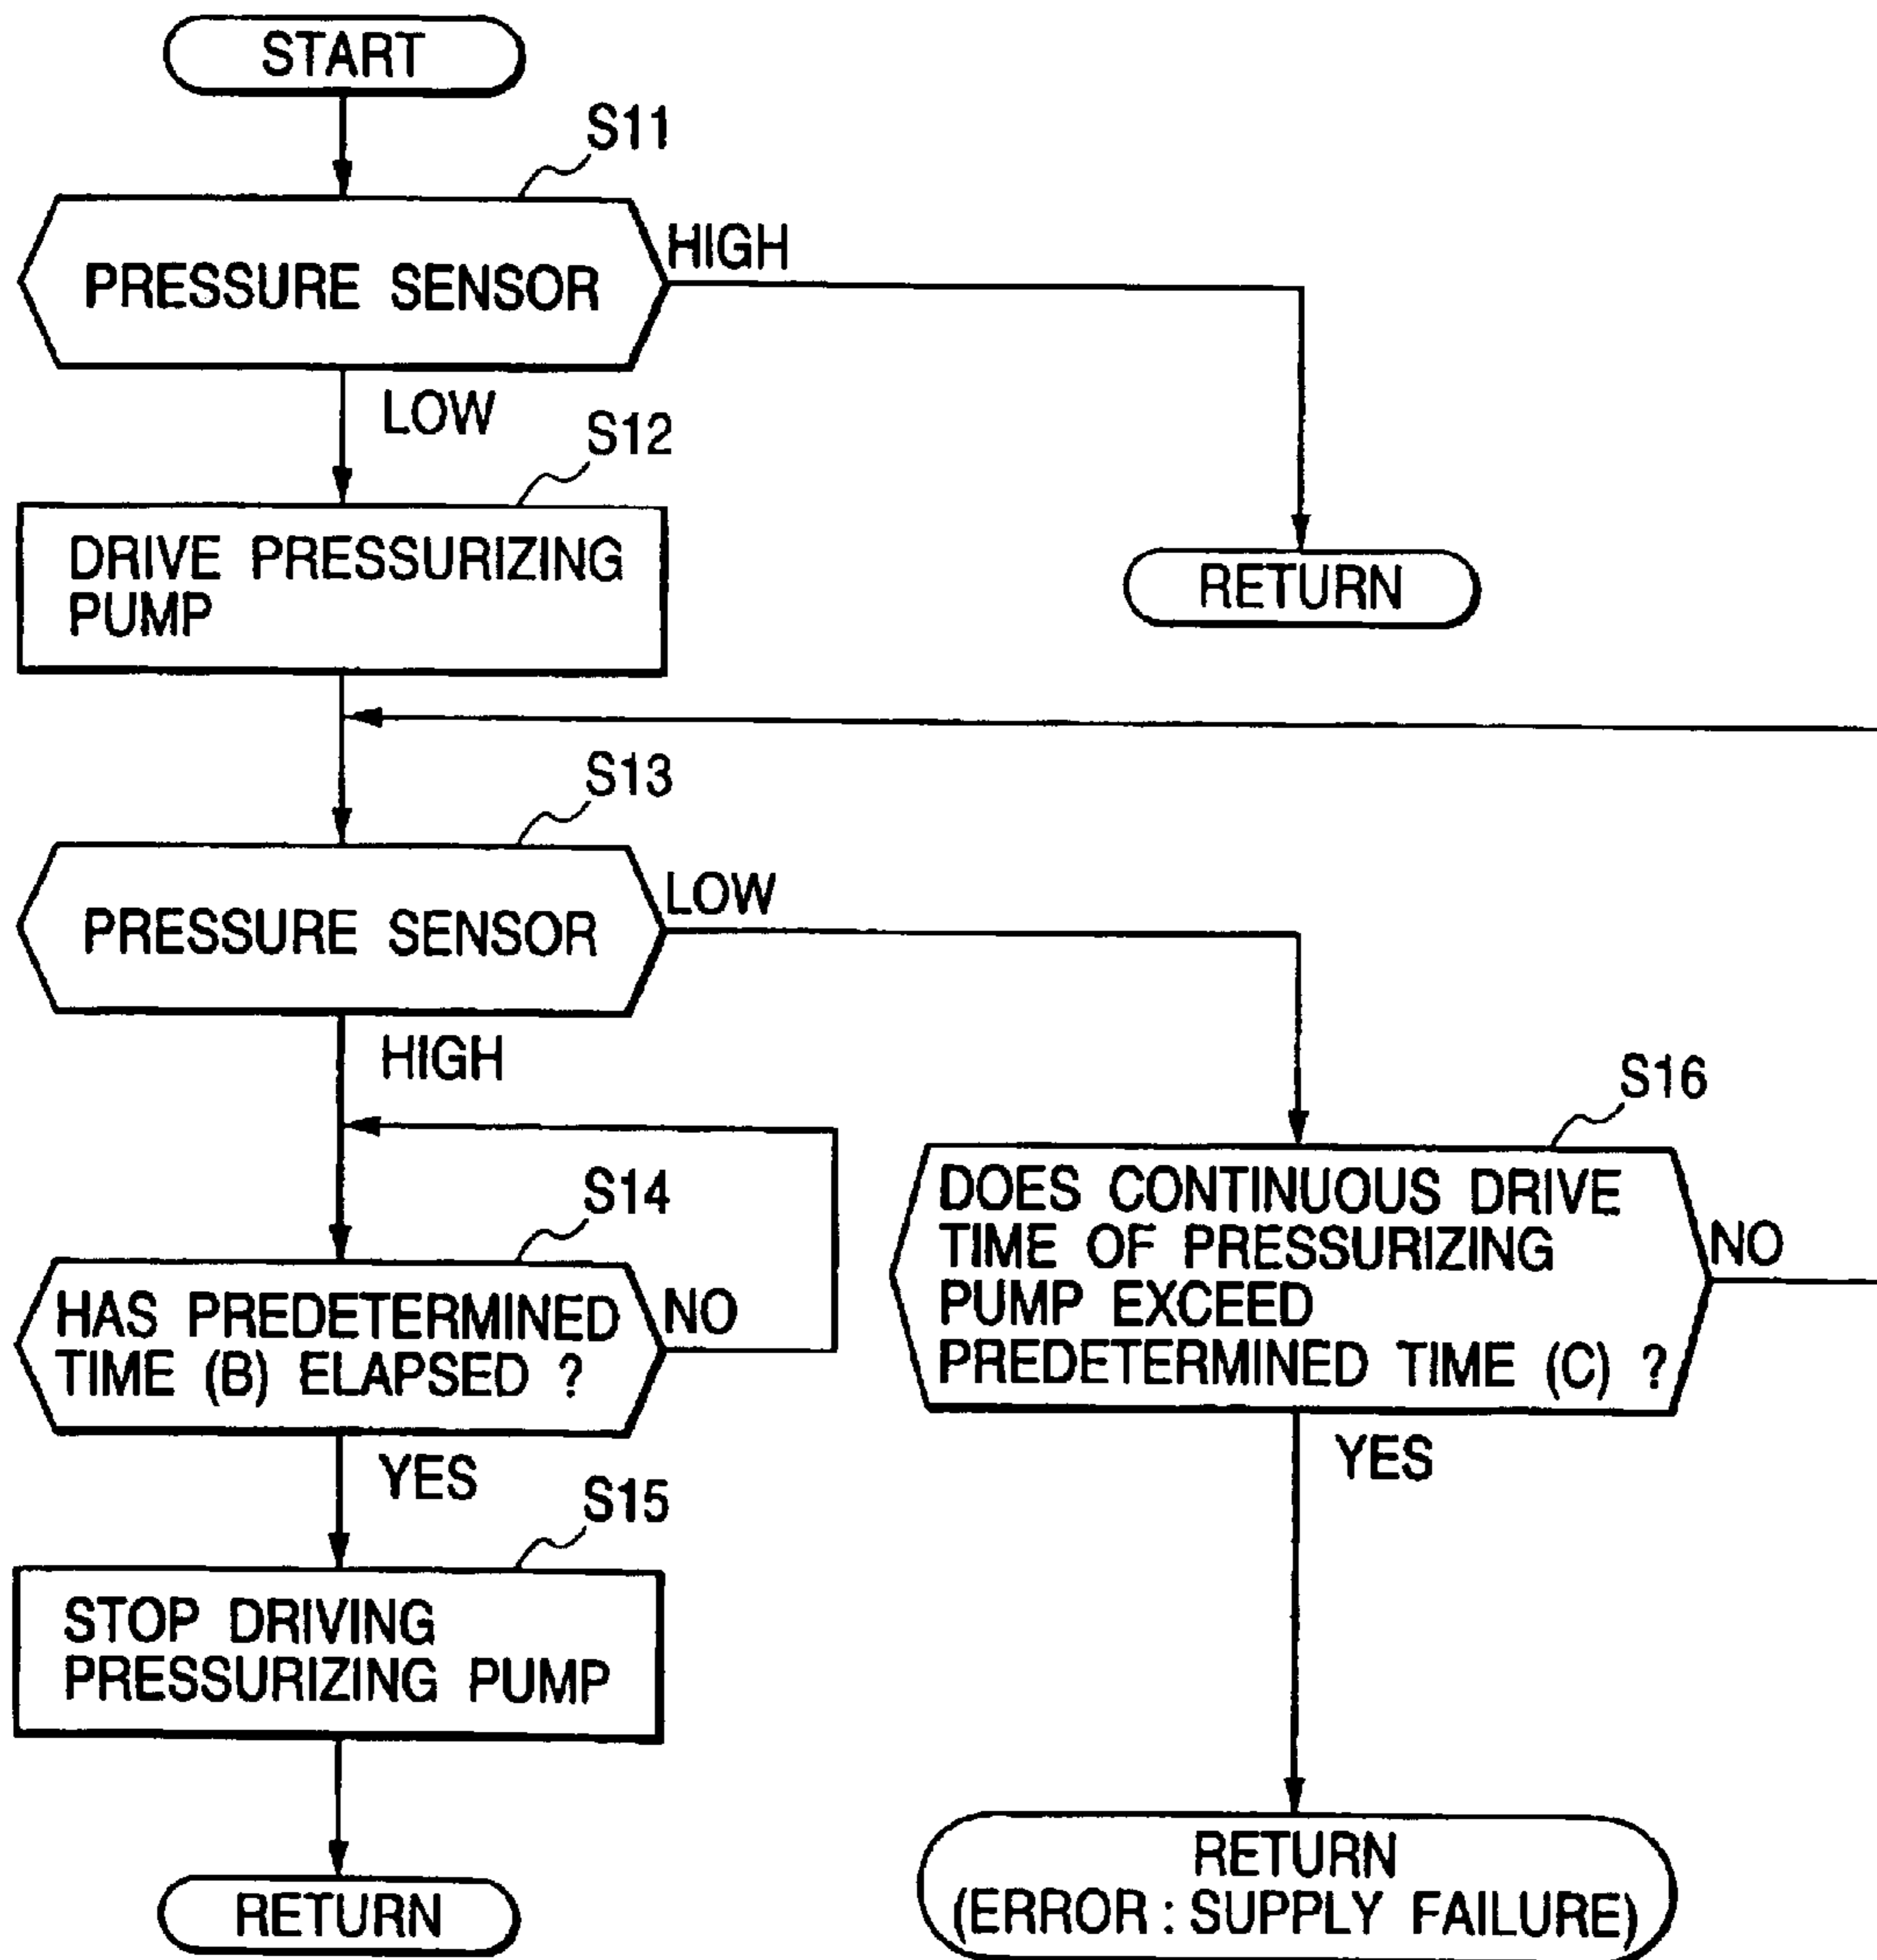 START
S11
PRESSURE SENSOR
HIGH
LOW
S12
DRIVE PRESSURIZING
PUMP
RETURN
S13
PRESSURE SENSOR
LOW
HIGH
S14
HAS PREDETERMINED
TIME (B) ELAPSED ?
NO
YES
S15
STOP DRIVING
PRESSURIZING PUMP
RETURN
S16
DOES CONTINUOUS DRIVE
TIME OF PRESSURIZING
PUMP EXCEED
PREDETERMINED TIME (C) ?
NO
YES
RETURN
(ERROR : SUPPLY FAILURE)